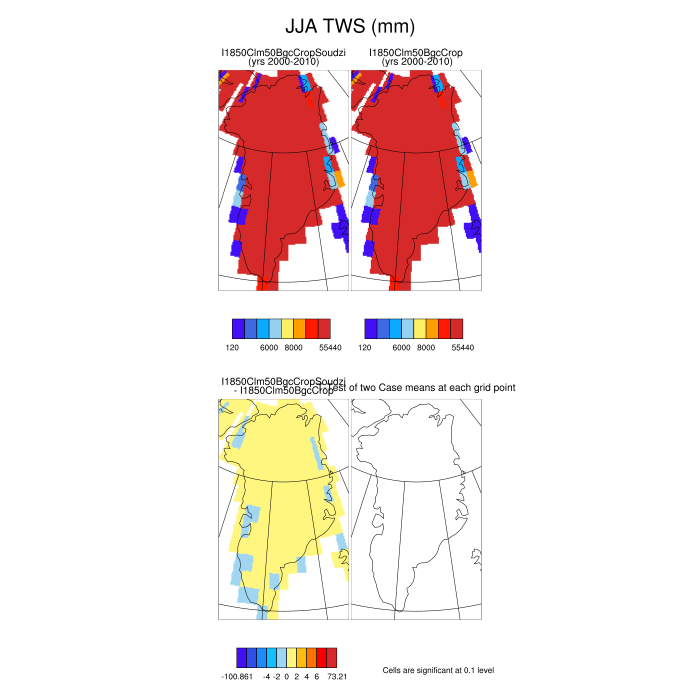 JJA TWS (mm)
I1850Clm50BgcCropSoudzi
(yrs 2000-2010)
I1850Clm50BgcCrop
(yrs 2000-2010)
120 6000 8000 55440
120 6000 8000 55440
I1850Clm50BgcCropSoudzi
- I1850Clm50BgcCrop
Test of two Case means at each grid point
-100.861 -4 -2 0 2 4 6 73.21
Cells are significant at 0.1 level